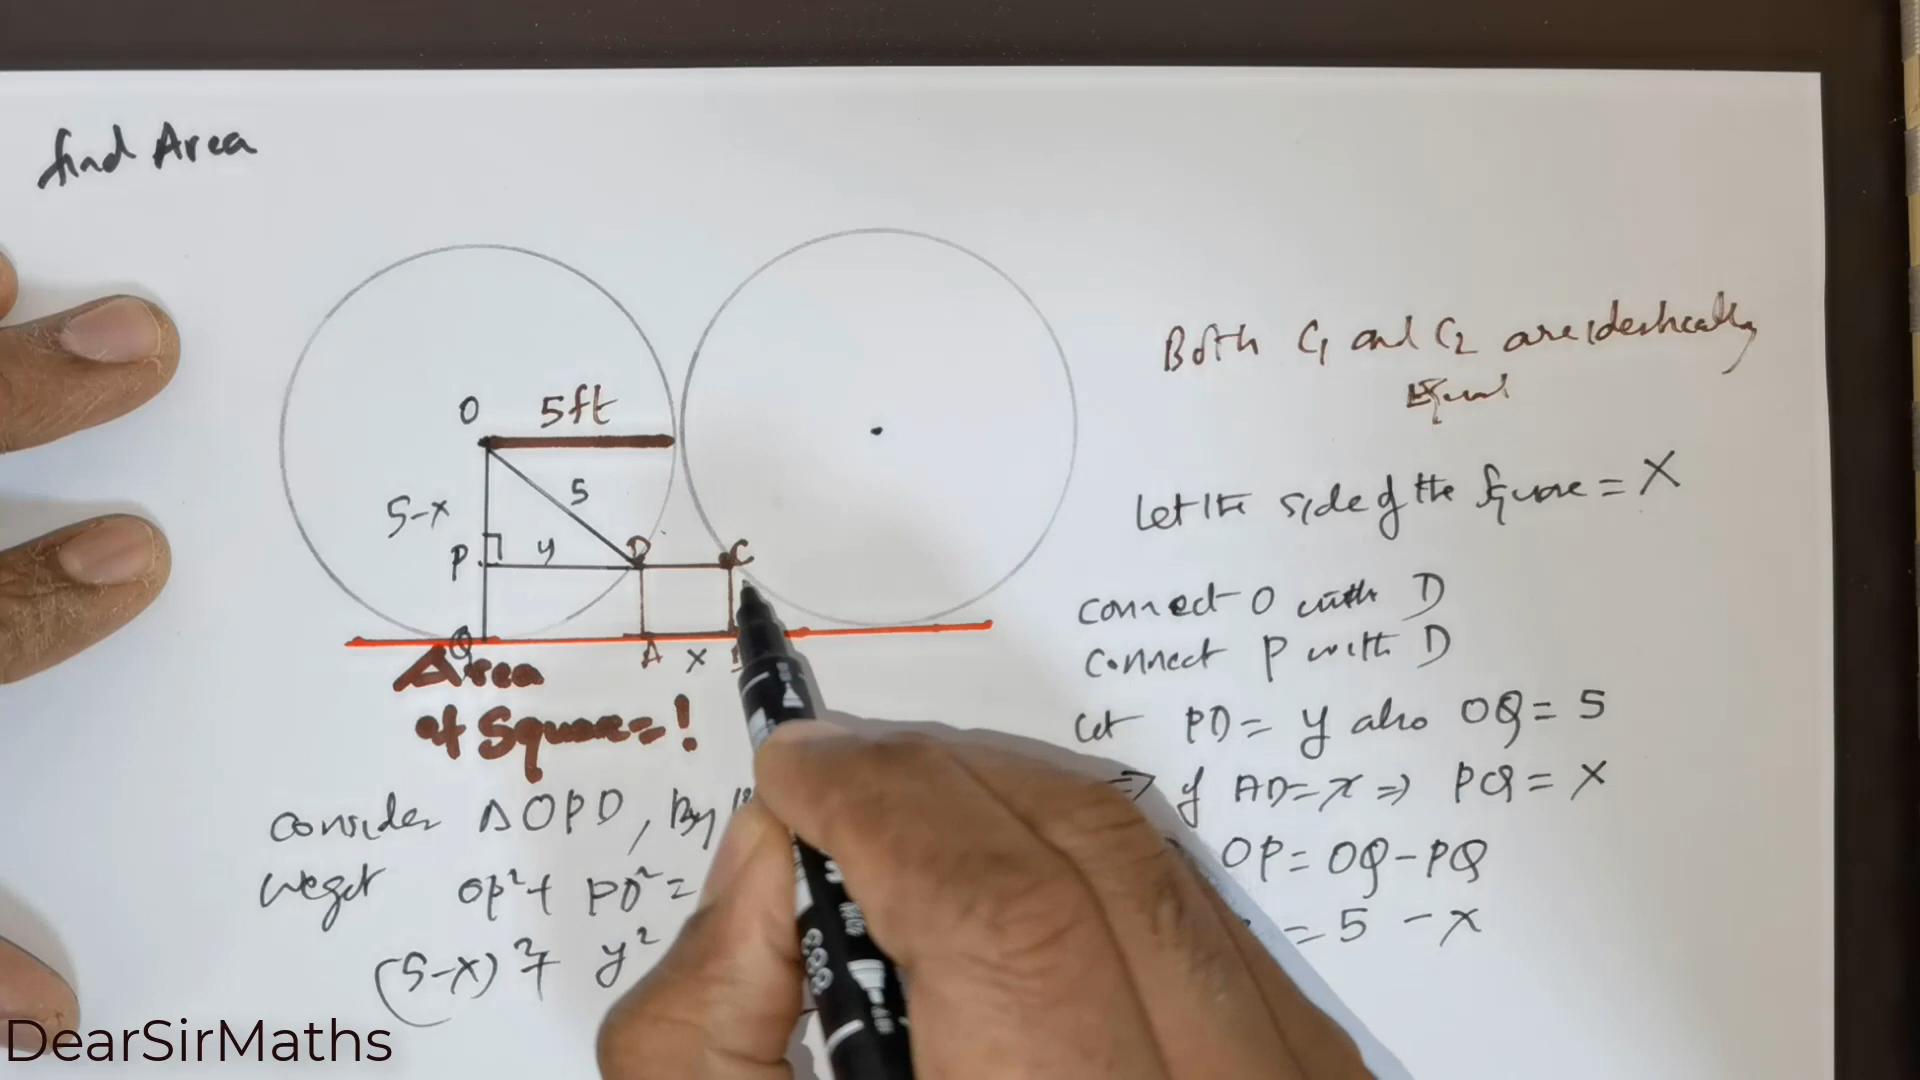 find Area
Both C1 and C2 are identically
Equal
O 5ft
5-x 5
P y D C
Q A x
Area
of Square=!
Let the side of the Square = X
connect O with D
connect P with D
Let PD = y also OQ = 5
⇒ if AD = x ⇒ PQ = x
OP = OQ - PQ
= 5 - x
consider Δ OPD, By
we get OP² + PD² =
(5-x)² + y²
DearSirMaths